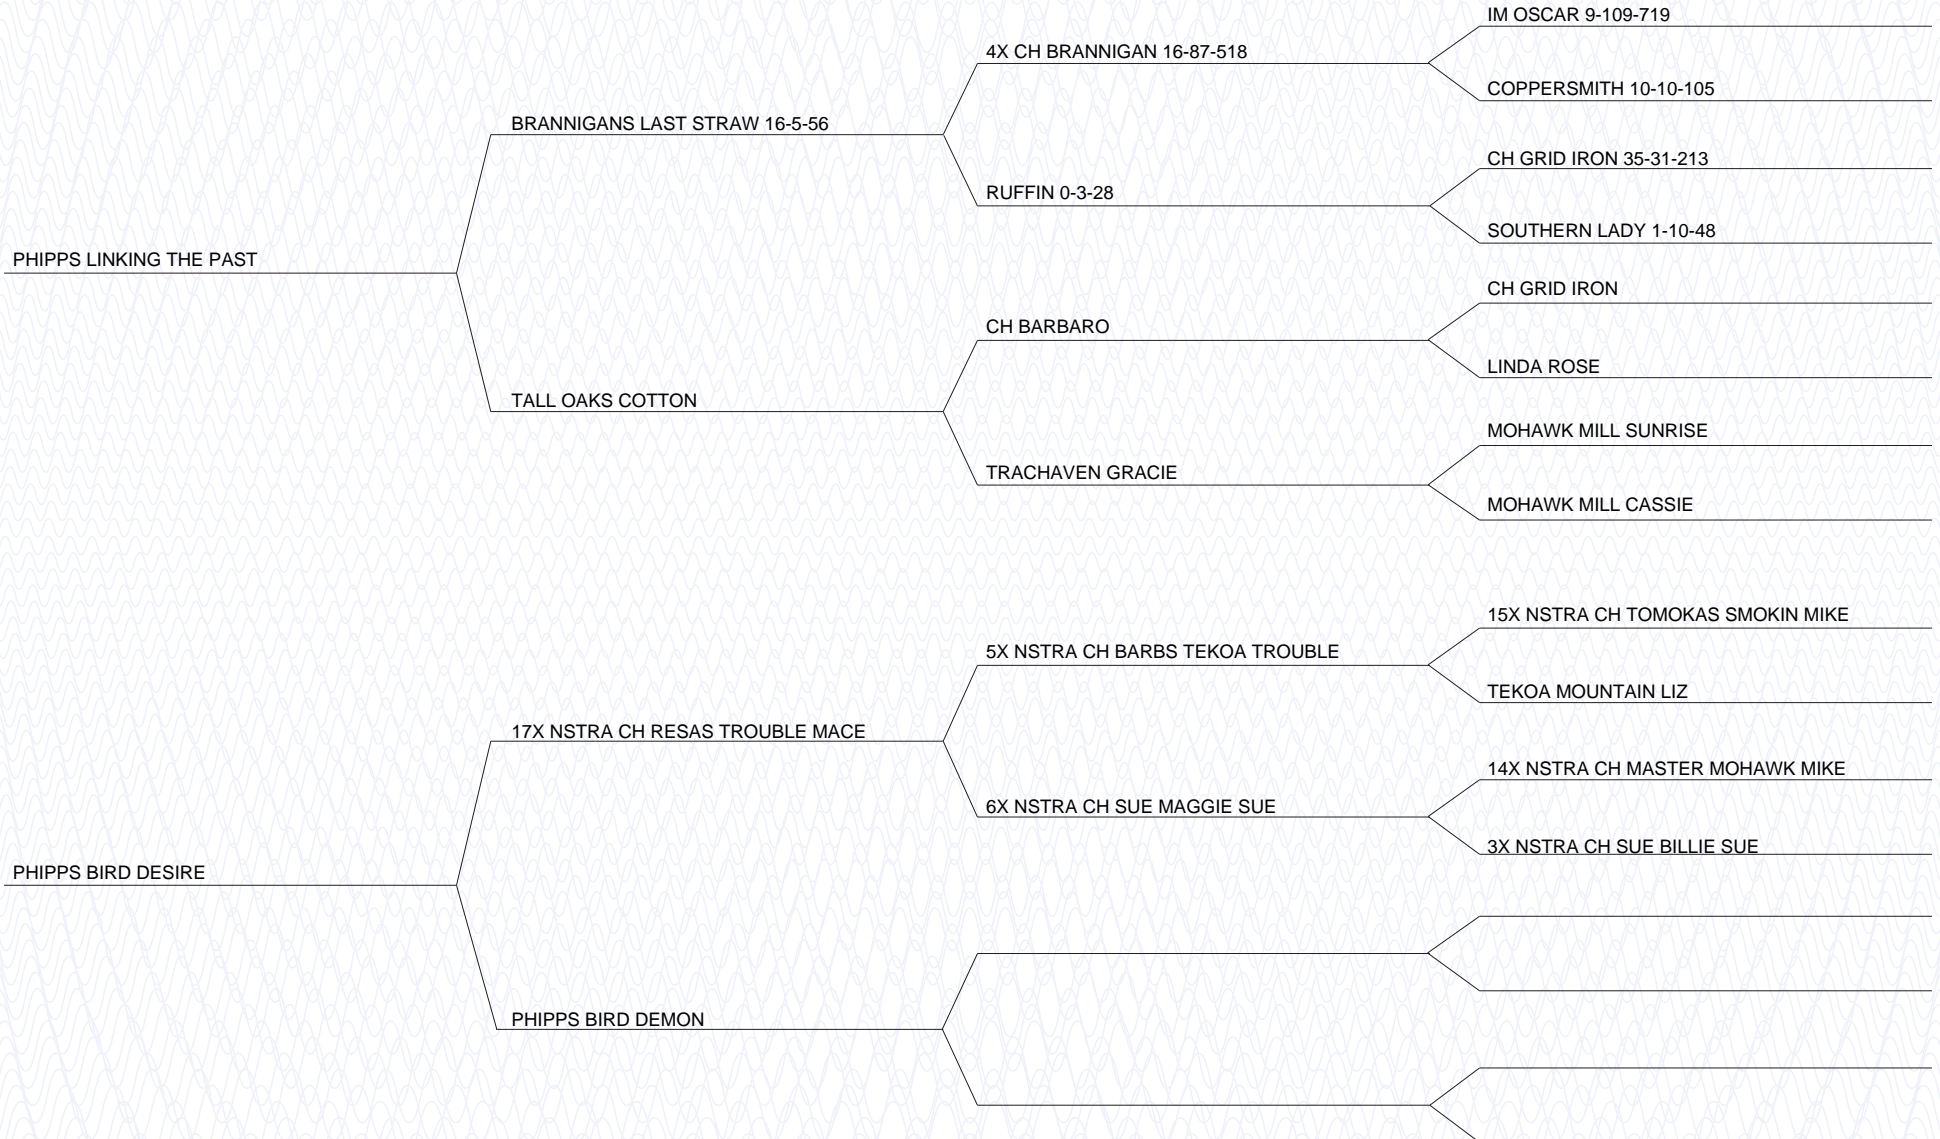 IM OSCAR 9-109-719
4X CH BRANNIGAN 16-87-518
COPPERSMITH 10-10-105
BRANNIGANS LAST STRAW 16-5-56
CH GRID IRON 35-31-213
RUFFIN 0-3-28
SOUTHERN LADY 1-10-48
PHIPPS LINKING THE PAST
CH GRID IRON
CH BARBARO
LINDA ROSE
TALL OAKS COTTON
MOHAWK MILL SUNRISE
TRACHAVEN GRACIE
MOHAWK MILL CASSIE
15X NSTRA CH TOMOKAS SMOKIN MIKE
5X NSTRA CH BARBS TEKOA TROUBLE
TEKOA MOUNTAIN LIZ
17X NSTRA CH RESAS TROUBLE MACE
14X NSTRA CH MASTER MOHAWK MIKE
6X NSTRA CH SUE MAGGIE SUE
3X NSTRA CH SUE BILLIE SUE
PHIPPS BIRD DESIRE
PHIPPS BIRD DEMON